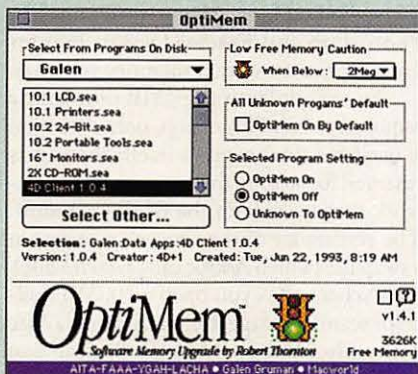 OptiMem
Select From Programs On Disk
Galen
10.1 LCD.sea
10.1 Printers.sea
10.2 24-Bit.sea
10.2 Portable Tools.sea
16" Monitors.sea
2X CD-ROM.sea
4D Client 1.0.4
Select Other...
Low Free Memory Caution
When Below: 2Meg
All Unknown Progams' Default
OptiMem On By Default
Selected Program Setting
OptiMem On
OptiMem Off
Unknown To OptiMem
Selection: Galen:Data Apps:4D Client 1.0.4
Version: 1.0.4 Creator: 4D+1 Created: Tue, Jun 22, 1993, 8:19 AM
OptiMem
Software Memory Upgrade by Robert Thornton
?
v1.4.1
3626K
Free Memory
AITA-FAAA-YGAH-LACHA • Galen Gruman • Macworld